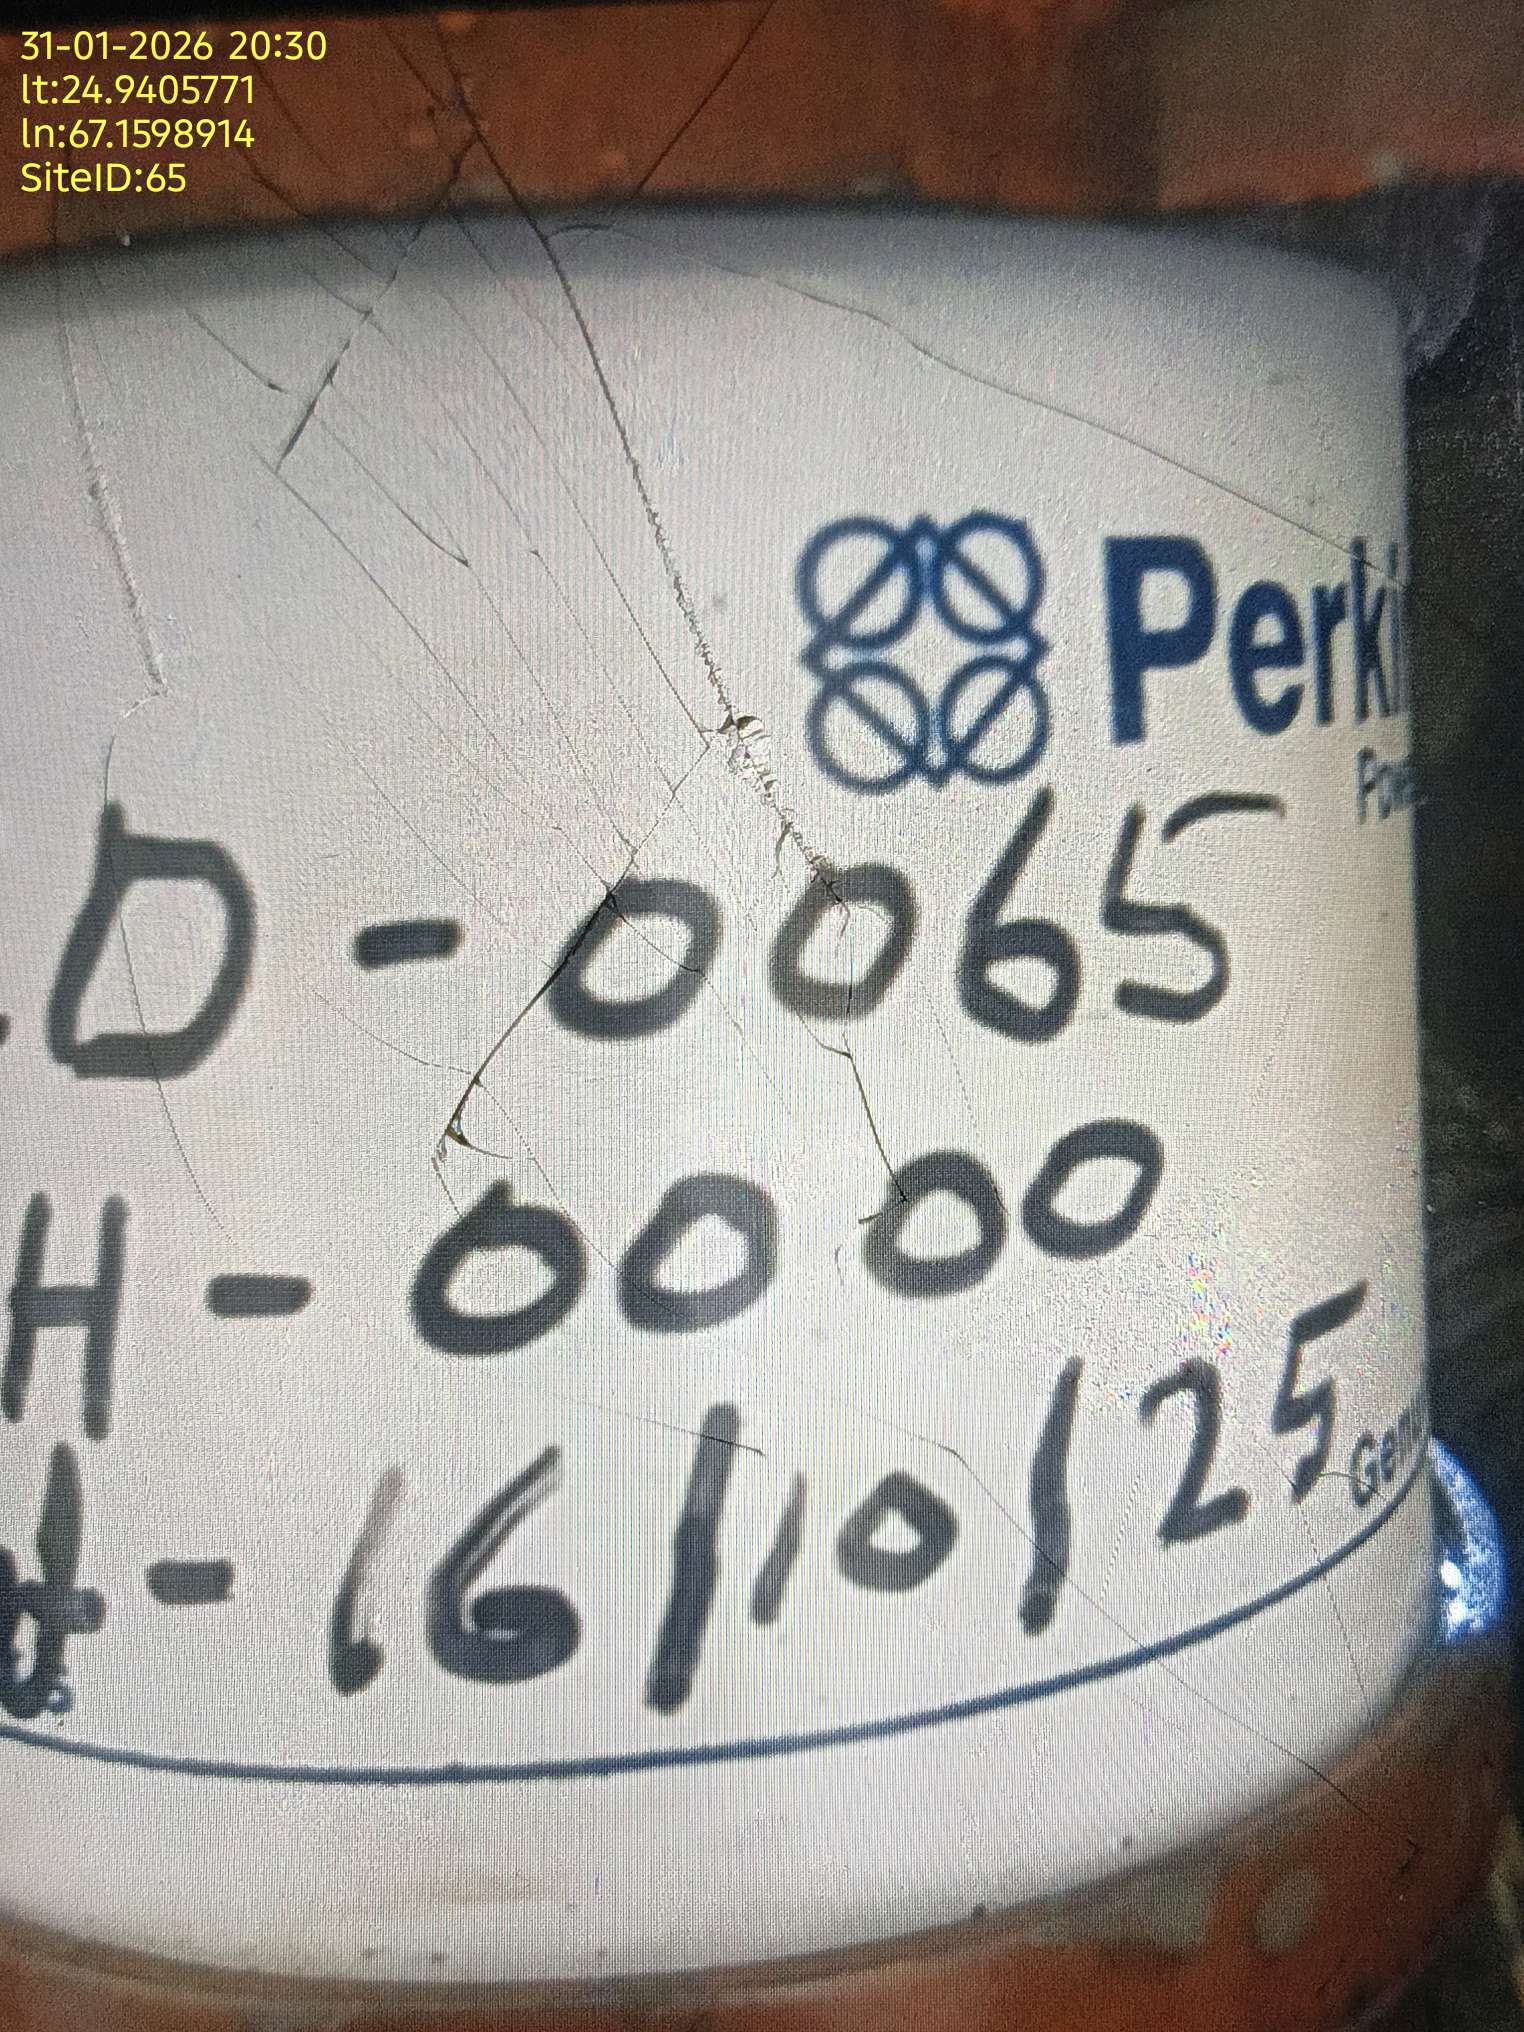 31-01-2026 20:30
lt:24.9405771
ln:67.1598914
SiteID:65
Perki
D - 0065
H - 0000
- 16/10/25